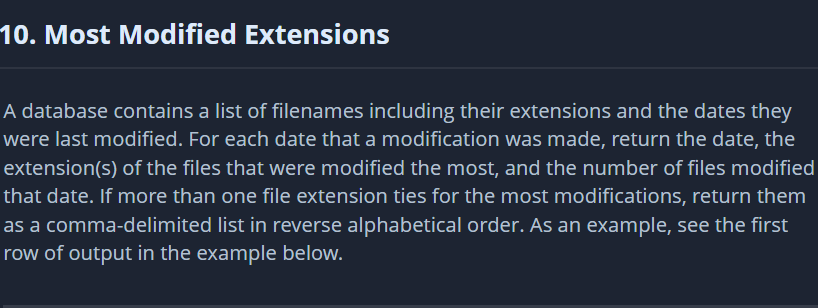 10. Most Modified Extensions
A database contains a list of filenames including their extensions and the dates they
were last modified. For each date that a modification was made, return the date, the
extension(s) of the files that were modified the most, and the number of files modified
that date. If more than one file extension ties for the most modifications, return them
as a comma-delimited list in reverse alphabetical order. As an example, see the first
row of output in the example below.